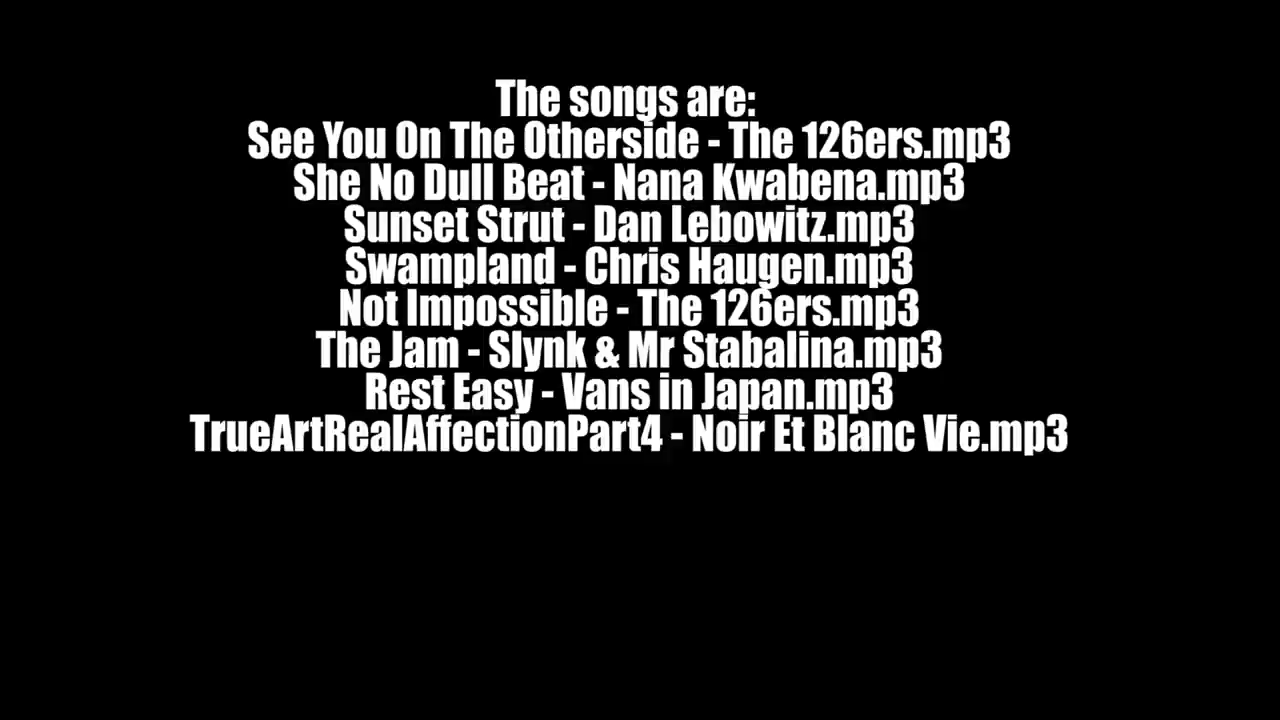 The songs are:
See You On The Otherside - The 126ers.mp3
She No Dull Beat - Nana Kwabena.mp3
Sunset Strut - Dan Lebowitz.mp3
Swampland - Chris Haugen.mp3
Not Impossible - The 126ers.mp3
The Jam - Slynk & Mr Stabalina.mp3
Rest Easy - Vans in Japan.mp3
TrueArtRealAffectionPart4 - Noir Et Blanc Vie.mp3